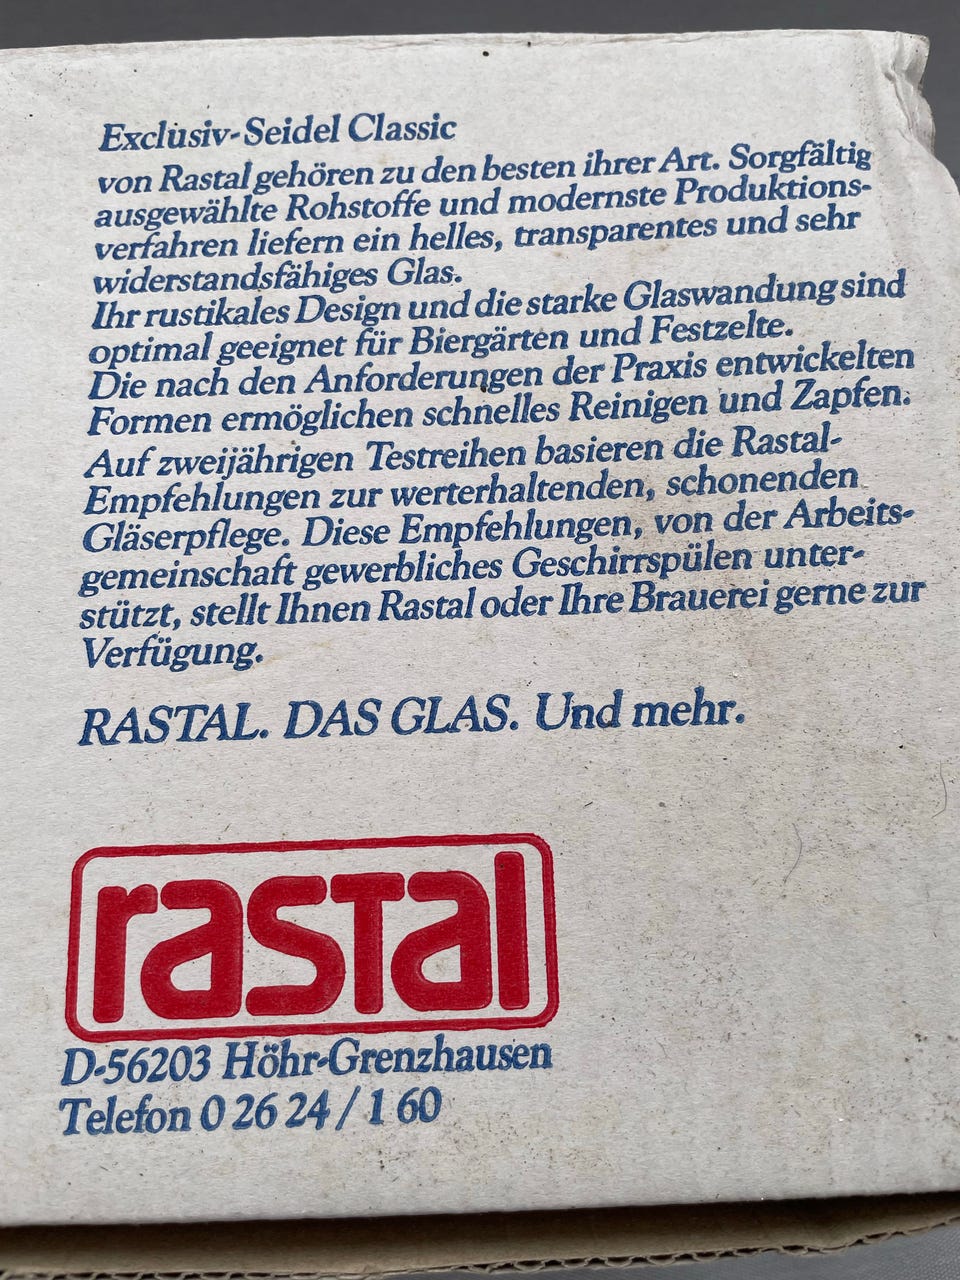 Exclusiv-Seidel Classic
von Rastal gehören zu den besten ihrer Art. Sorgfältig
ausgewählte Rohstoffe und modernste Produktions-
verfahren liefern ein helles, transparentes und sehr
widerstandsfähiges Glas.
Ihr rustikales Design und die starke Glaswandung sind
optimal geeignet für Biergärten und Festzelte.
Die nach den Anforderungen der Praxis entwickelten
Formen ermöglichen schnelles Reinigen und Zapfen.
Auf zweijährigen Testreihen basieren die Rastal-
Empfehlungen zur werterhaltenden, schonenden
Gläserpflege. Diese Empfehlungen, von der Arbeits-
gemeinschaft gewerbliches Geschirrspülen unter-
stützt, stellt Ihnen Rastal oder Ihre Brauerei gerne zur
Verfügung.
RASTAL. DAS GLAS. Und mehr.
rastal
D-56203 Höhr-Grenzhausen
Telefon 0 26 24 / 1 60